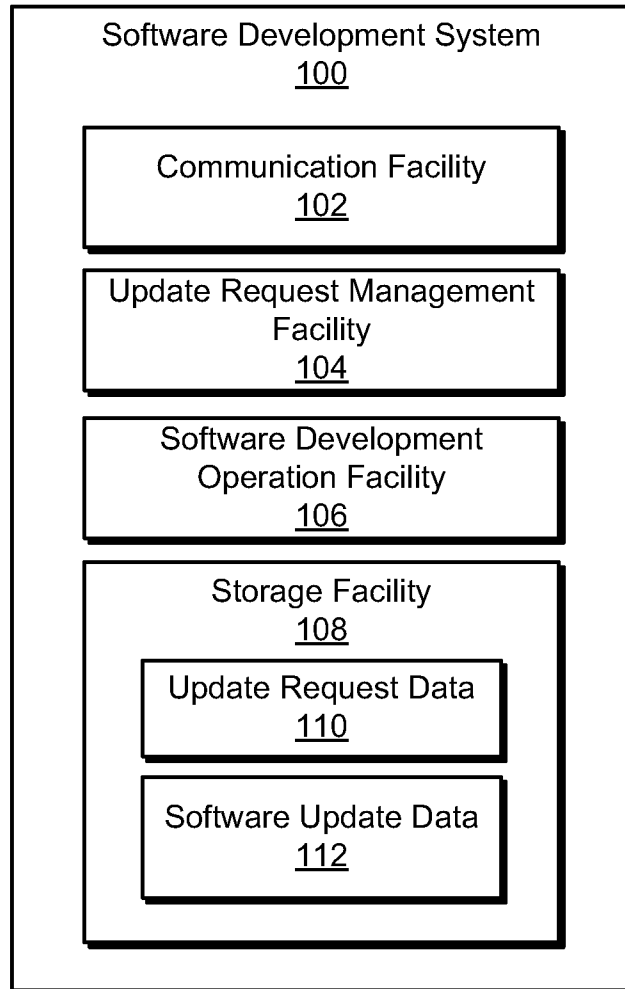 Software Development System
100
Communication Facility
102
Update Request Management
Facility
104
Software Development
Operation Facility
106
Storage Facility
108
Update Request Data
110
Software Update Data
112